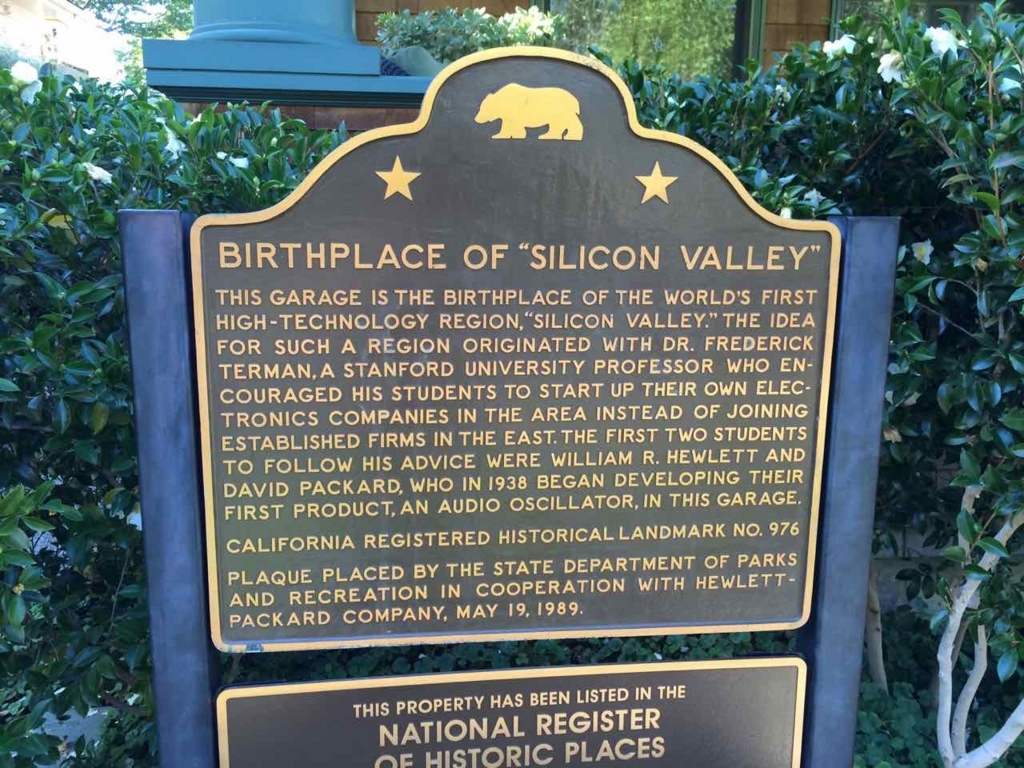 BIRTHPLACE OF "SILICON VALLEY"
THIS GARAGE IS THE BIRTHPLACE OF THE WORLD'S FIRST
HIGH-TECHNOLOGY REGION, "SILICON VALLEY." THE IDEA
FOR SUCH A REGION ORIGINATED WITH DR. FREDERICK
TERMAN, A STANFORD UNIVERSITY PROFESSOR WHO EN-
COURAGED HIS STUDENTS TO START UP THEIR OWN ELEC-
TRONICS COMPANIES IN THE AREA INSTEAD OF JOINING
ESTABLISHED FIRMS IN THE EAST. THE FIRST TWO STUDENTS
TO FOLLOW HIS ADVICE WERE WILLIAM R. HEWLETT AND
DAVID PACKARD, WHO IN 1938 BEGAN DEVELOPING THEIR
FIRST PRODUCT, AN AUDIO OSCILLATOR, IN THIS GARAGE.
CALIFORNIA REGISTERED HISTORICAL LANDMARK NO. 976
PLAQUE PLACED BY THE STATE DEPARTMENT OF PARKS
AND RECREATION IN COOPERATION WITH HEWLETT-
PACKARD COMPANY, MAY 19, 1989.
THIS PROPERTY HAS BEEN LISTED IN THE
NATIONAL REGISTER
OF HISTORIC PLACES